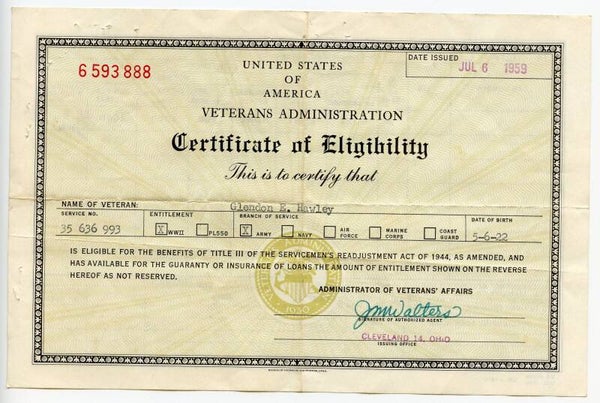 6 593 888
UNITED STATES
OF
AMERICA
VETERANS ADMINISTRATION
DATE ISSUED
JUL 6 1959
Certificate of Eligibility
This is to certify that
NAME OF VETERAN: Glendon E. Hawley
SERVICE NO. ENTITLEMENT BRANCH OF SERVICE DATE OF BIRTH
35 636 993 X WWII PL550 X ARMY NAVY AIR FORCE MARINE CORPS COAST GUARD 5-6-22
IS ELIGIBLE FOR THE BENEFITS OF TITLE III OF THE SERVICEMEN'S READJUSTMENT ACT OF 1944, AS AMENDED, AND
HAS AVAILABLE FOR THE GUARANTY OR INSURANCE OF LOANS THE AMOUNT OF ENTITLEMENT SHOWN ON THE REVERSE
HEREOF AS NOT RESERVED.
ADMINISTRATOR OF VETERANS' AFFAIRS
JM Walters
SIGNATURE OF AUTHORIZED AGENT
CLEVELAND 14, OHIO
ISSUING OFFICE
1930